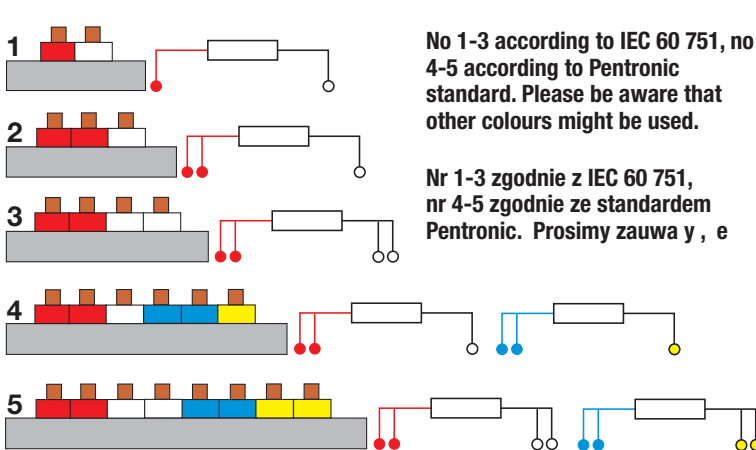 1
No 1-3 according to IEC 60 751, no
4-5 according to Pentronic
standard. Please be aware that
other colours might be used.
2
Nr 1-3 zgodnie z IEC 60 751,
nr 4-5 zgodnie ze standardem
Pentronic. Prosimy zauwa y , e
3
4
5